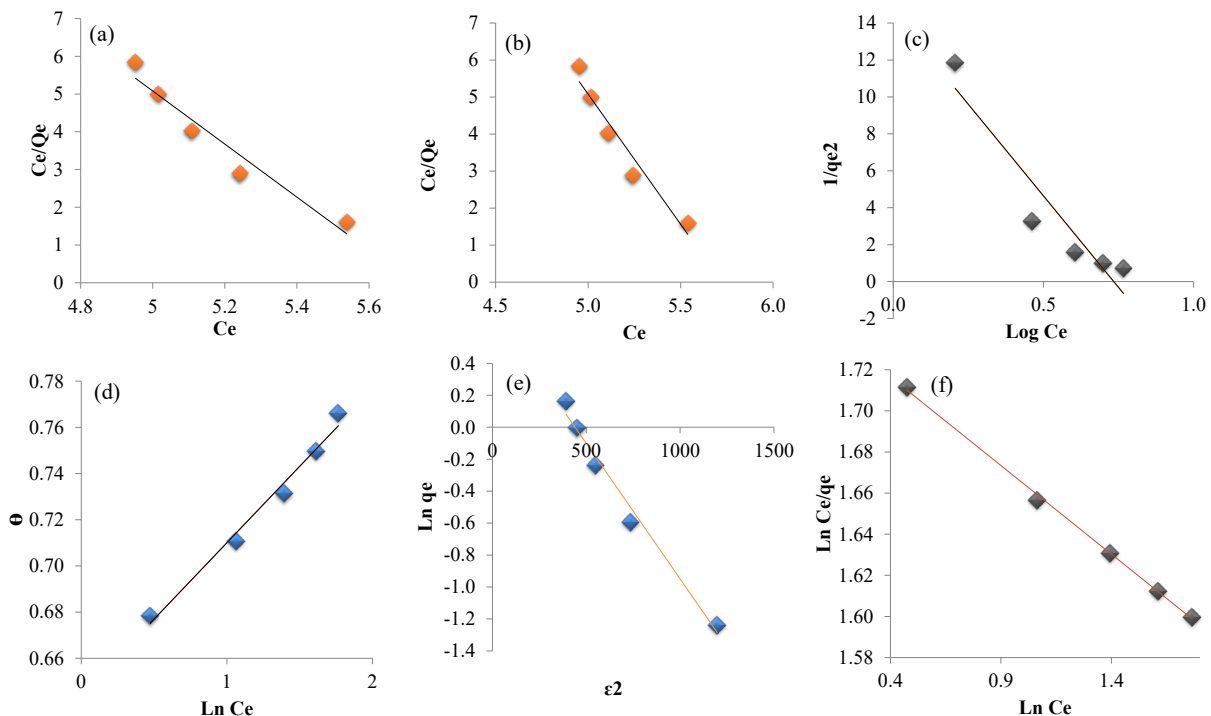 (a)
Ce/Qe
7
6
5
4
3
2
1
0
4.8 5 5.2 5.4 5.6
Ce
(b)
Ce/Qe
7
6
5
4
3
2
1
0
4.5 5.0 5.5 6.0
Ce
(c)
1/qe2
14
12
10
8
6
4
2
0
-2
0.0 0.5 1.0
Log Ce
(d)
θ
0.78
0.76
0.74
0.72
0.70
0.68
0.66
0 1 2
Ln Ce
(e)
Ln qe
0.4
0.2
0.0
-0.2
-0.4
-0.6
-0.8
-1.0
-1.2
-1.4
0 500 1000 1500
ε2
(f)
Ln Ce/qe
1.72
1.70
1.68
1.66
1.64
1.62
1.60
1.58
0.4 0.9 1.4
Ln Ce